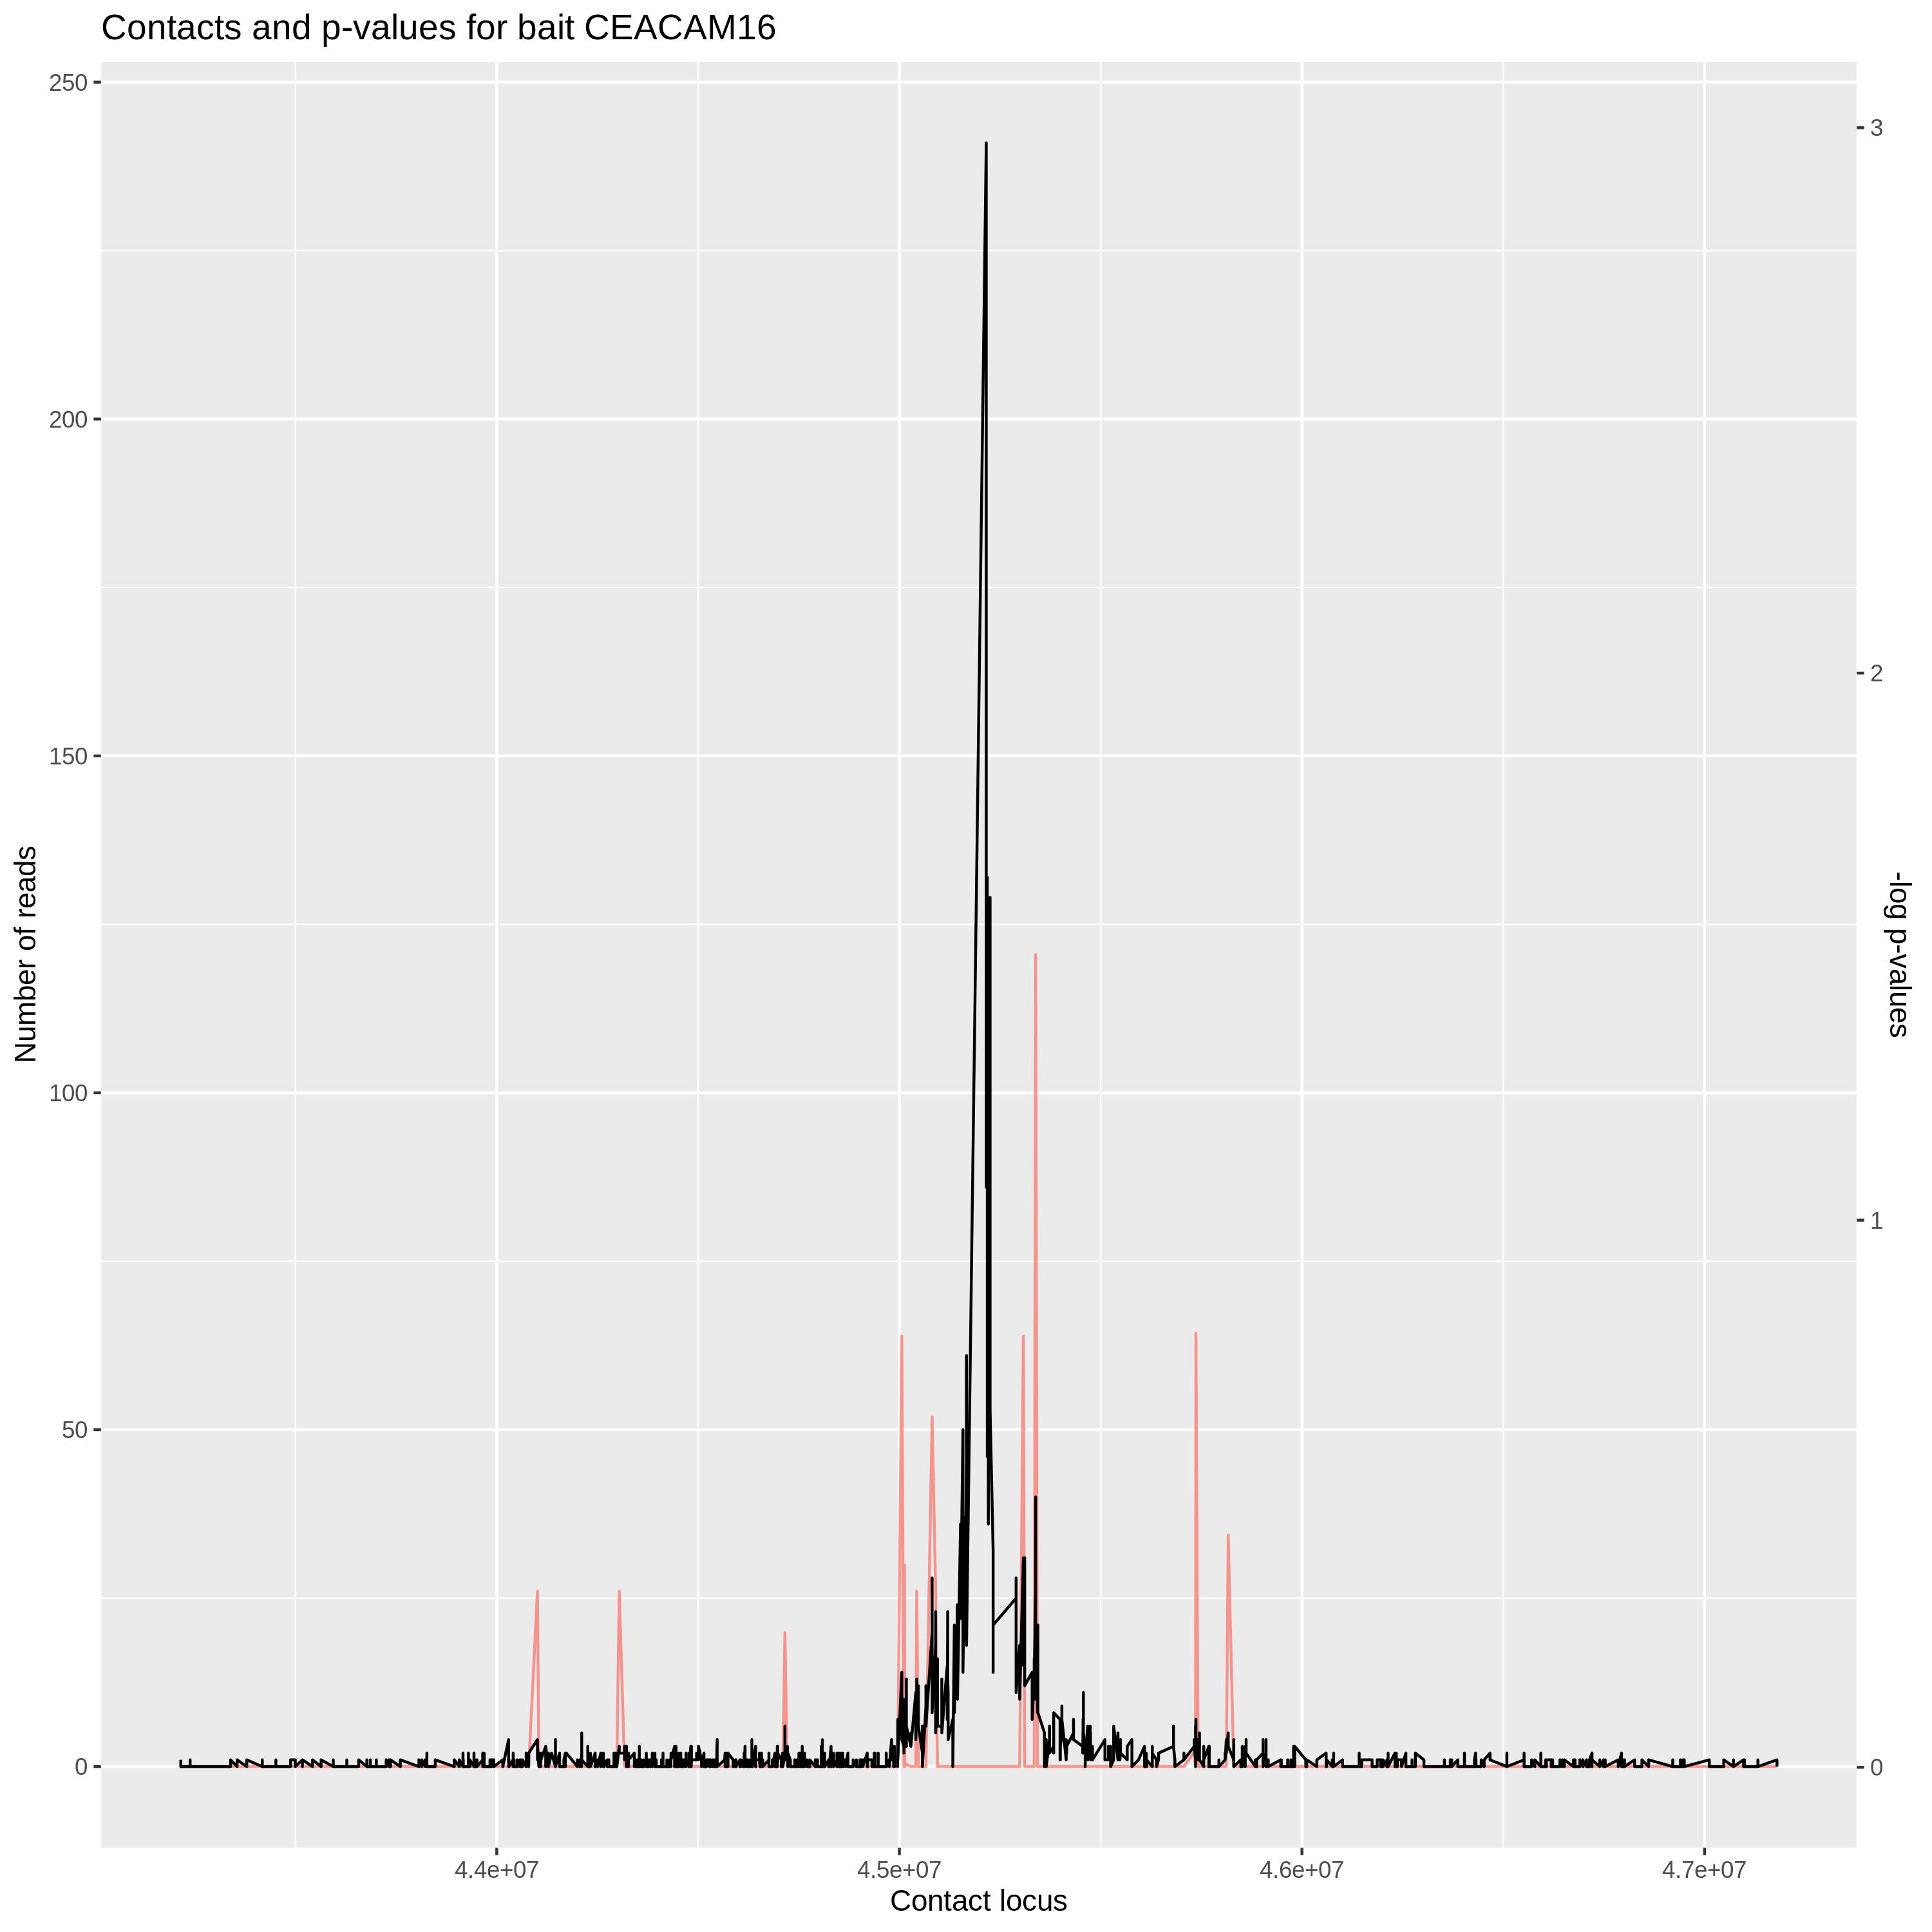 Contacts and p-values for bait CEACAM16
250
200
150
100
50
0
Number of reads
3
2
1
0
-log p-values
4.4e+07 4.5e+07 4.6e+07 4.7e+07
Contact locus